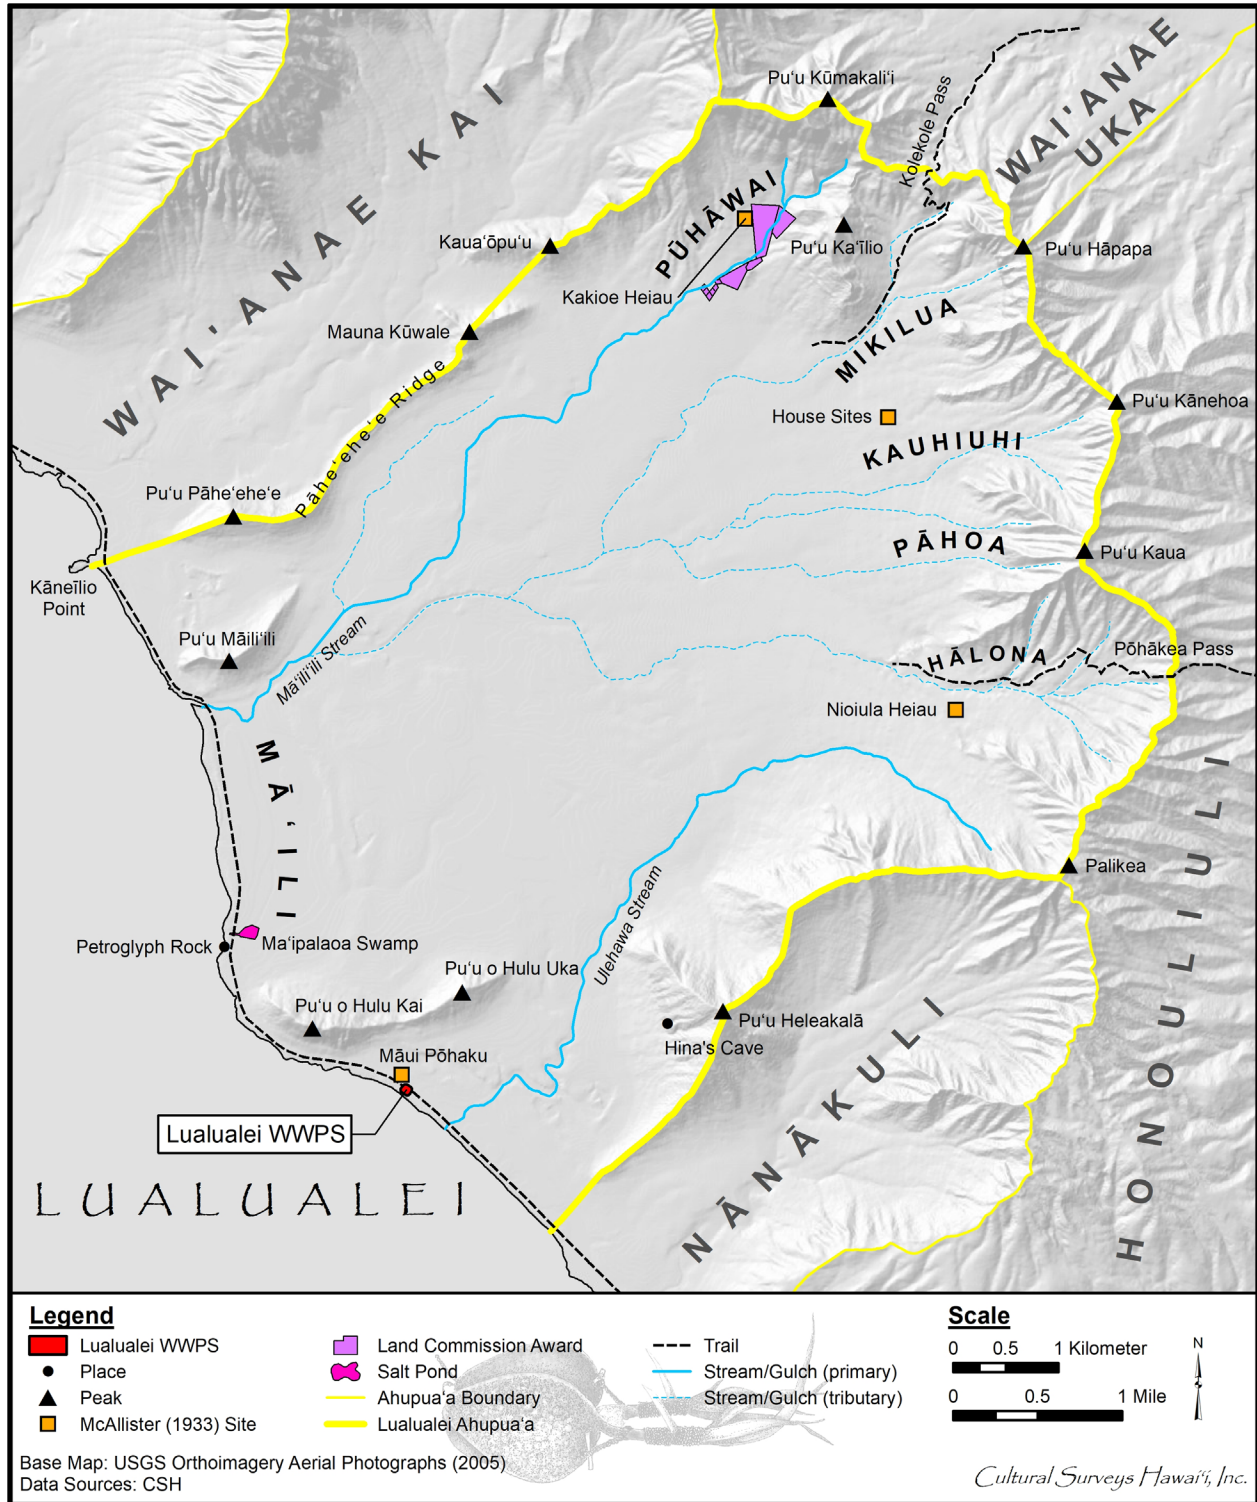 Pu‘u Kūmakali‘i
Kolekole Pass
WAI'ANAE
UKA
WAI'ANAE KAI
PŪHĀWAI
Kaua‘ōpu‘u
Pu‘u Ka‘īlio
Pu‘u Hāpapa
Kakioe Heiau
Mauna Kūwale
MIKILUA
Pāhe‘ehe‘e Ridge
Pu‘u Kānehoa
House Sites
KAUHIUHI
Pu‘u Pāhe‘ehe‘e
PĀHOA
Pu‘u Kaua
Kāneīlio
Point
Pu‘u Māili‘ili
Mā‘ili‘ili Stream
HĀLONA
Pōhākea Pass
Nioiula Heiau
MĀ‘ILI
HONOULIULI
Palikea
Ulehawa Stream
Petroglyph Rock
Ma‘ipalaoa Swamp
Pu‘u o Hulu Uka
Pu‘u o Hulu Kai
Pu‘u Heleakalā
Hina's Cave
Māui Pōhaku
NĀNĀKULI
Lualualei WWPS
LUALUALEI
Legend
Lualualei WWPS
Place
Peak
McAllister (1933) Site
Land Commission Award
Salt Pond
Ahupua‘a Boundary
Lualualei Ahupua‘a
Trail
Stream/Gulch (primary)
Stream/Gulch (tributary)
Scale
0 0.5 1 Kilometer
0 0.5 1 Mile
N
Base Map: USGS Orthoimagery Aerial Photographs (2005)
Data Sources: CSH
Cultural Surveys Hawai‘i, Inc.